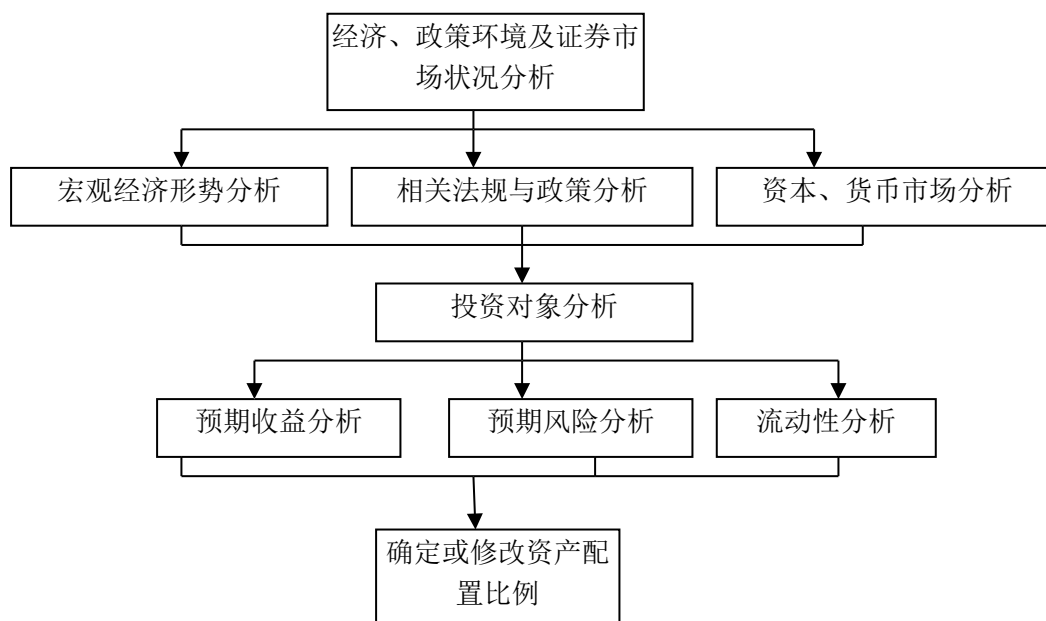 经济、政策环境及证券市
场状况分析
宏观经济形势分析
相关法规与政策分析
资本、货币市场分析
投资对象分析
预期收益分析
预期风险分析
流动性分析
确定或修改资产配
置比例